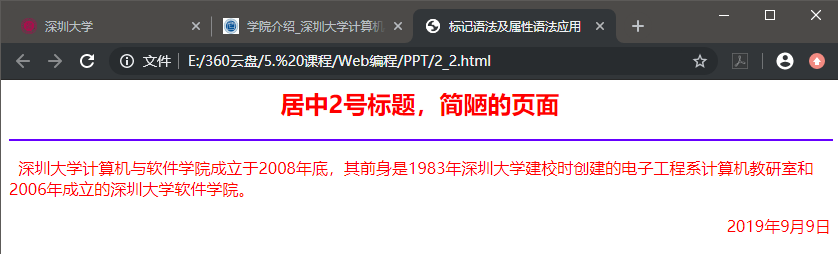 深圳大学
学院介绍_深圳大学计算机
标记语法及属性语法应用
文件 | E:/360云盘/5.%20课程/Web编程/PPT/2_2.html
居中2号标题，简陋的页面
深圳大学计算机与软件学院成立于2008年底，其前身是1983年深圳大学建校时创建的电子工程系计算机教研室和
2006年成立的深圳大学软件学院。
2019年9月9日